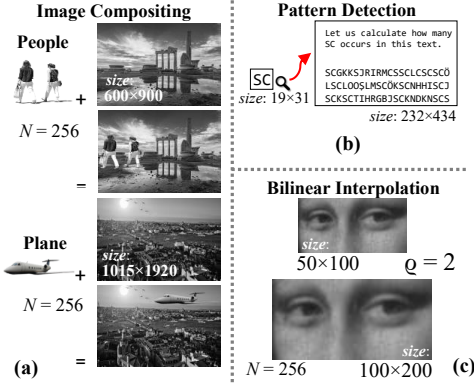 Image Compositing
People
+
size:
600×900
N = 256
=
Plane
+
size:
1015×1920
N = 256
=
(a)
Pattern Detection
SC
size: 19×31
Let us calculate how many
SC occurs in this text.
SCGKKSJRIRMCSSCLCSCSCÖ
LSCLOOŞLMSCÖKSCNHHISCJ
SCKSCTIHRGBJSCKNDKNSCS
size: 232×434
(b)
Bilinear Interpolation
size:
50×100
ϱ = 2
size:
N = 256
100×200
(c)